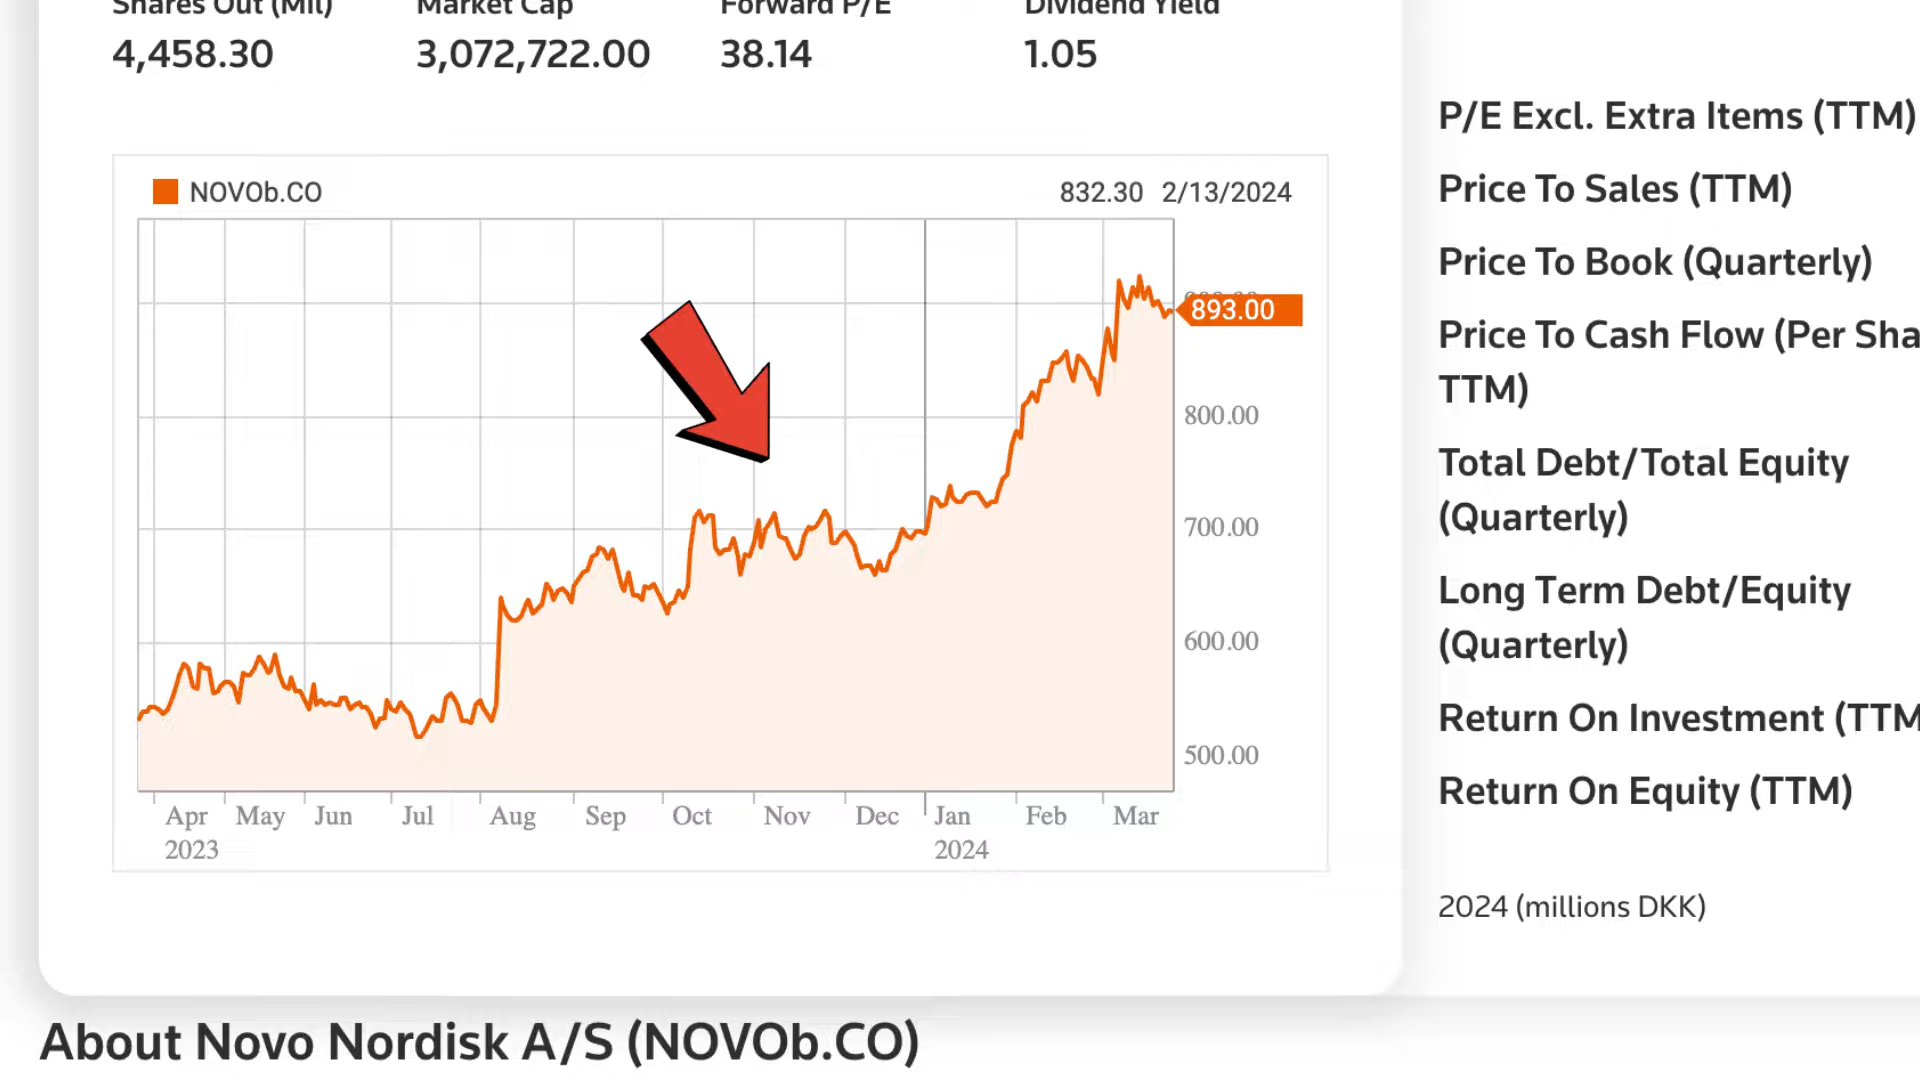 Shares Out (Mil) Market Cap Forward P/E Dividend Yield
4,458.30 3,072,722.00 38.14 1.05
NOVOb.CO 832.30 2/13/2024
893.00
800.00
700.00
600.00
500.00
Apr May Jun Jul Aug Sep Oct Nov Dec Jan Feb Mar
2023 2024
P/E Excl. Extra Items (TTM)
Price To Sales (TTM)
Price To Book (Quarterly)
Price To Cash Flow (Per Sha
TTM)
Total Debt/Total Equity
(Quarterly)
Long Term Debt/Equity
(Quarterly)
Return On Investment (TTM
Return On Equity (TTM)
2024 (millions DKK)
About Novo Nordisk A/S (NOVOb.CO)